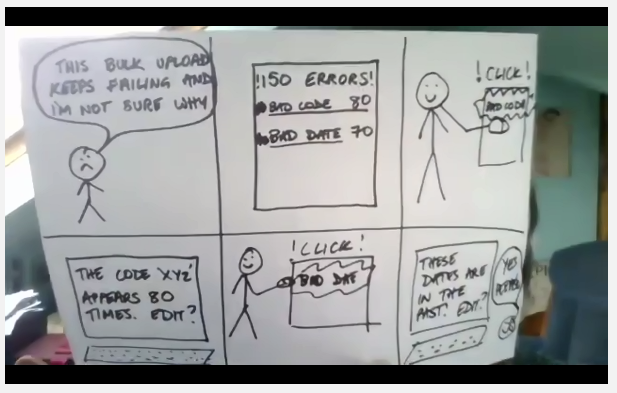 THIS BULK UPLOAD
KEEPS FAILING AND
I'M NOT SURE WHY
!150 ERRORS!
BAD CODE 80
BAD DATE 70
!CLICK!
BAD CODE
THE CODE 'XYZ'
APPEARS 80
TIMES. EDIT?
!CLICK!
BAD DATE
THESE
DATES ARE
IN THE
PAST. EDIT?
YES